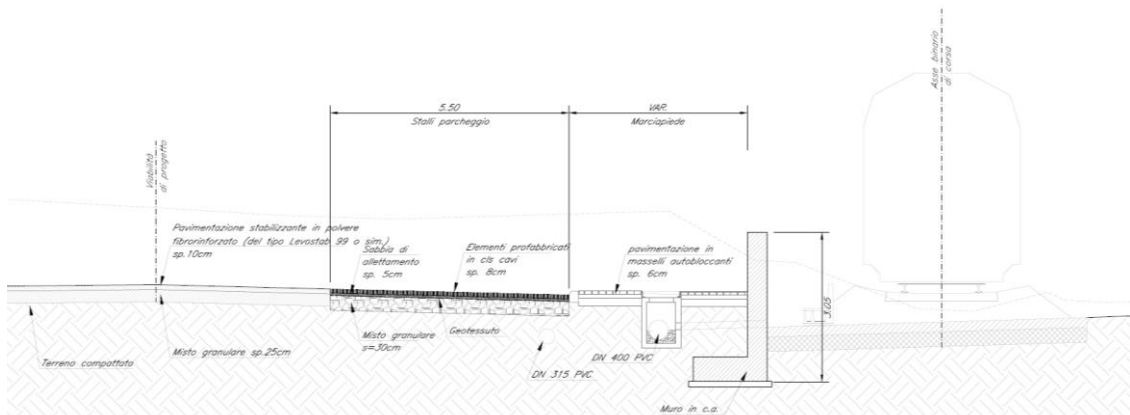 5.50
Stalli parcheggio
VAR.
Marciapiede
Asse binario
di corsa
Viabilità
di progetto
Pavimentazione stabilizzante in polvere
fibrorinforzato (del tipo Levostab 99 o sim.)
sp.10cm
Sabbia di
allettamento
sp. 5cm
Elementi prefabbricati
in cls cavi
sp. 8cm
pavimentazione in
masselli autobloccanti
sp. 6cm
3.05
Terreno compattato
Misto granulare sp.25cm
Misto granulare
s=30cm
Geotessuto
DN 315 PVC
DN 400 PVC
Muro in c.a.